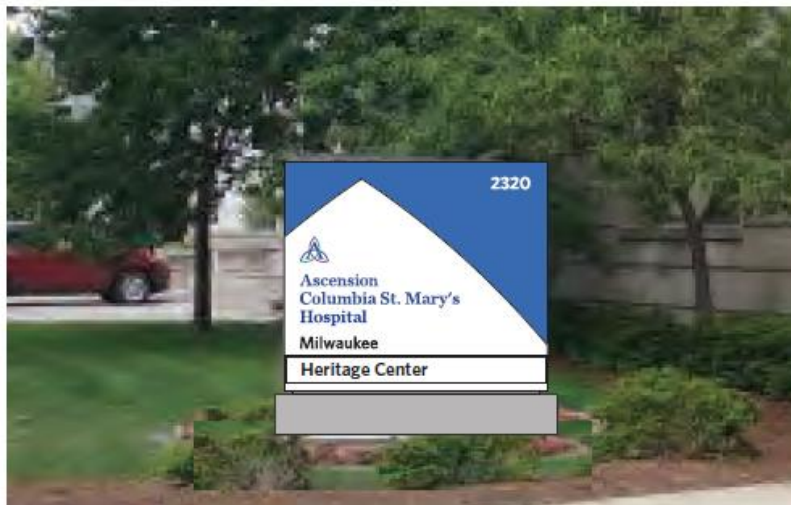 2320
Ascension
Columbia St. Mary's
Hospital
Milwaukee
Heritage Center